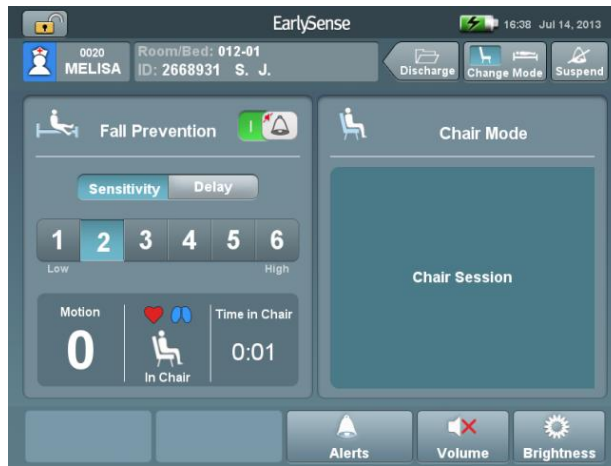 EarlySense
16:38 Jul 14, 2013
0020
MELISA
Room/Bed: 012-01
ID: 2668931 S. J.
Discharge
Change Mode
Suspend
Fall Prevention
I
Chair Mode
Sensitivity
Delay
1 2 3 4 5 6
Low
High
Chair Session
Motion
0
In Chair
Time in Chair
0:01
Alerts
Volume
Brightness